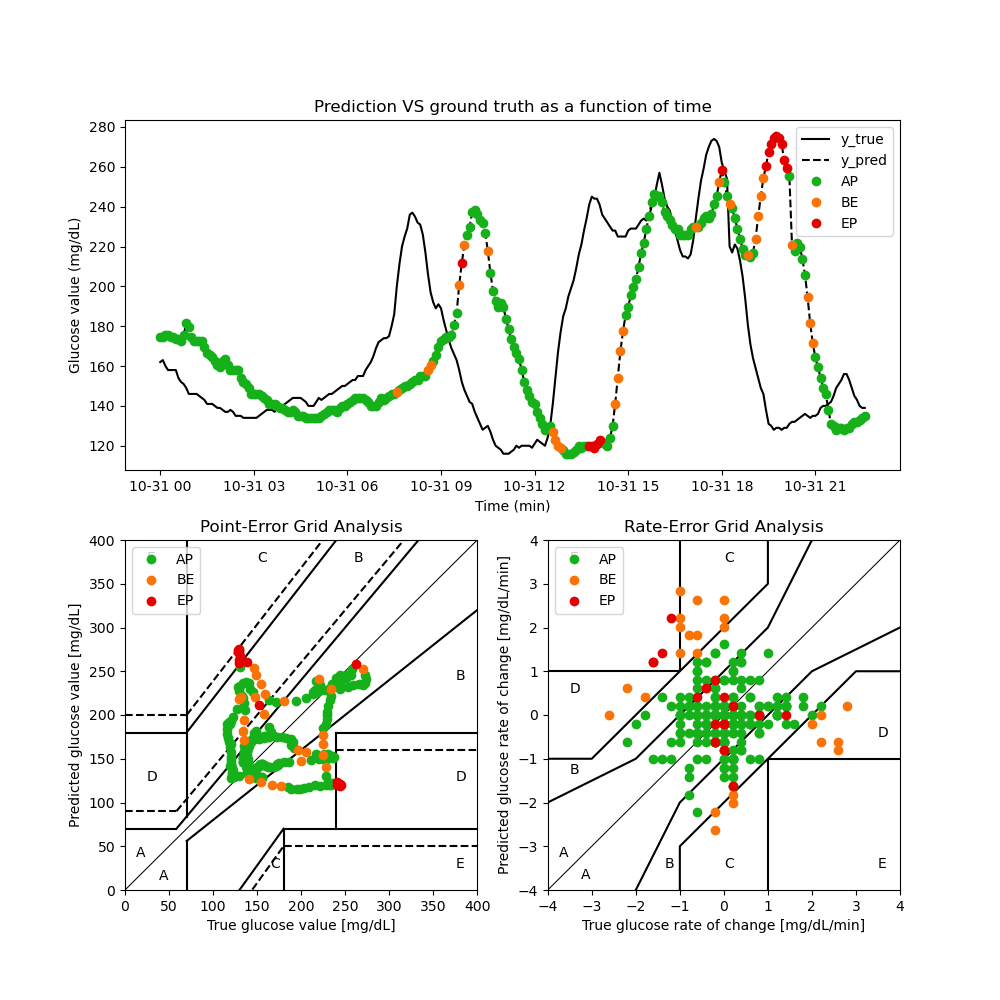 Prediction VS ground truth as a function of time
Glucose value (mg/dL)
280
260
240
220
200
180
160
140
120
y_true
y_pred
AP
BE
EP
10-31 00 10-31 03 10-31 06 10-31 09 10-31 12 10-31 15 10-31 18 10-31 21
Time (min)
Point-Error Grid Analysis
Predicted glucose value [mg/dL]
400
350
300
250
200
150
100
50
0
AP
BE
EP
C
B
B
D
D
A
A
C
E
0 50 100 150 200 250 300 350 400
True glucose value [mg/dL]
Rate-Error Grid Analysis
Predicted glucose rate of change [mg/dL/min]
4
3
2
1
0
−1
−2
−3
−4
AP
BE
EP
C
D
D
B
A
A
B
C
E
−4 −3 −2 −1 0 1 2 3 4
True glucose rate of change [mg/dL/min]